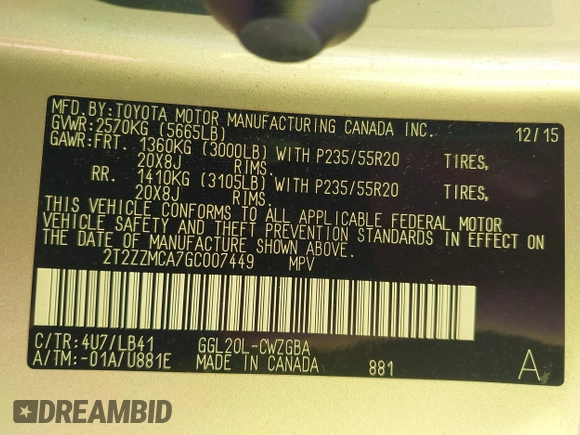 MFD. BY: TOYOTA MOTOR MANUFACTURING CANADA INC. 12/15
GVWR: 2570KG (5665LB)
GAWR: FRT. 1360KG (3000LB) WITH P235/55R20 TIRES,
20X8J RIMS.
RR. 1410KG (3105LB) WITH P235/55R20 TIRES,
20X8J RIMS.
THIS VEHICLE CONFORMS TO ALL APPLICABLE FEDERAL MOTOR
VEHICLE SAFETY AND THEFT PREVENTION STANDARDS IN EFFECT ON
THE DATE OF MANUFACTURE SHOWN ABOVE.
2T2ZZMCA7GC007449 MPV
C/TR: 4U7/LB41 GGL20L-CWZGBA
A/TM: -01A/U881E MADE IN CANADA 881 A
DREAMBID